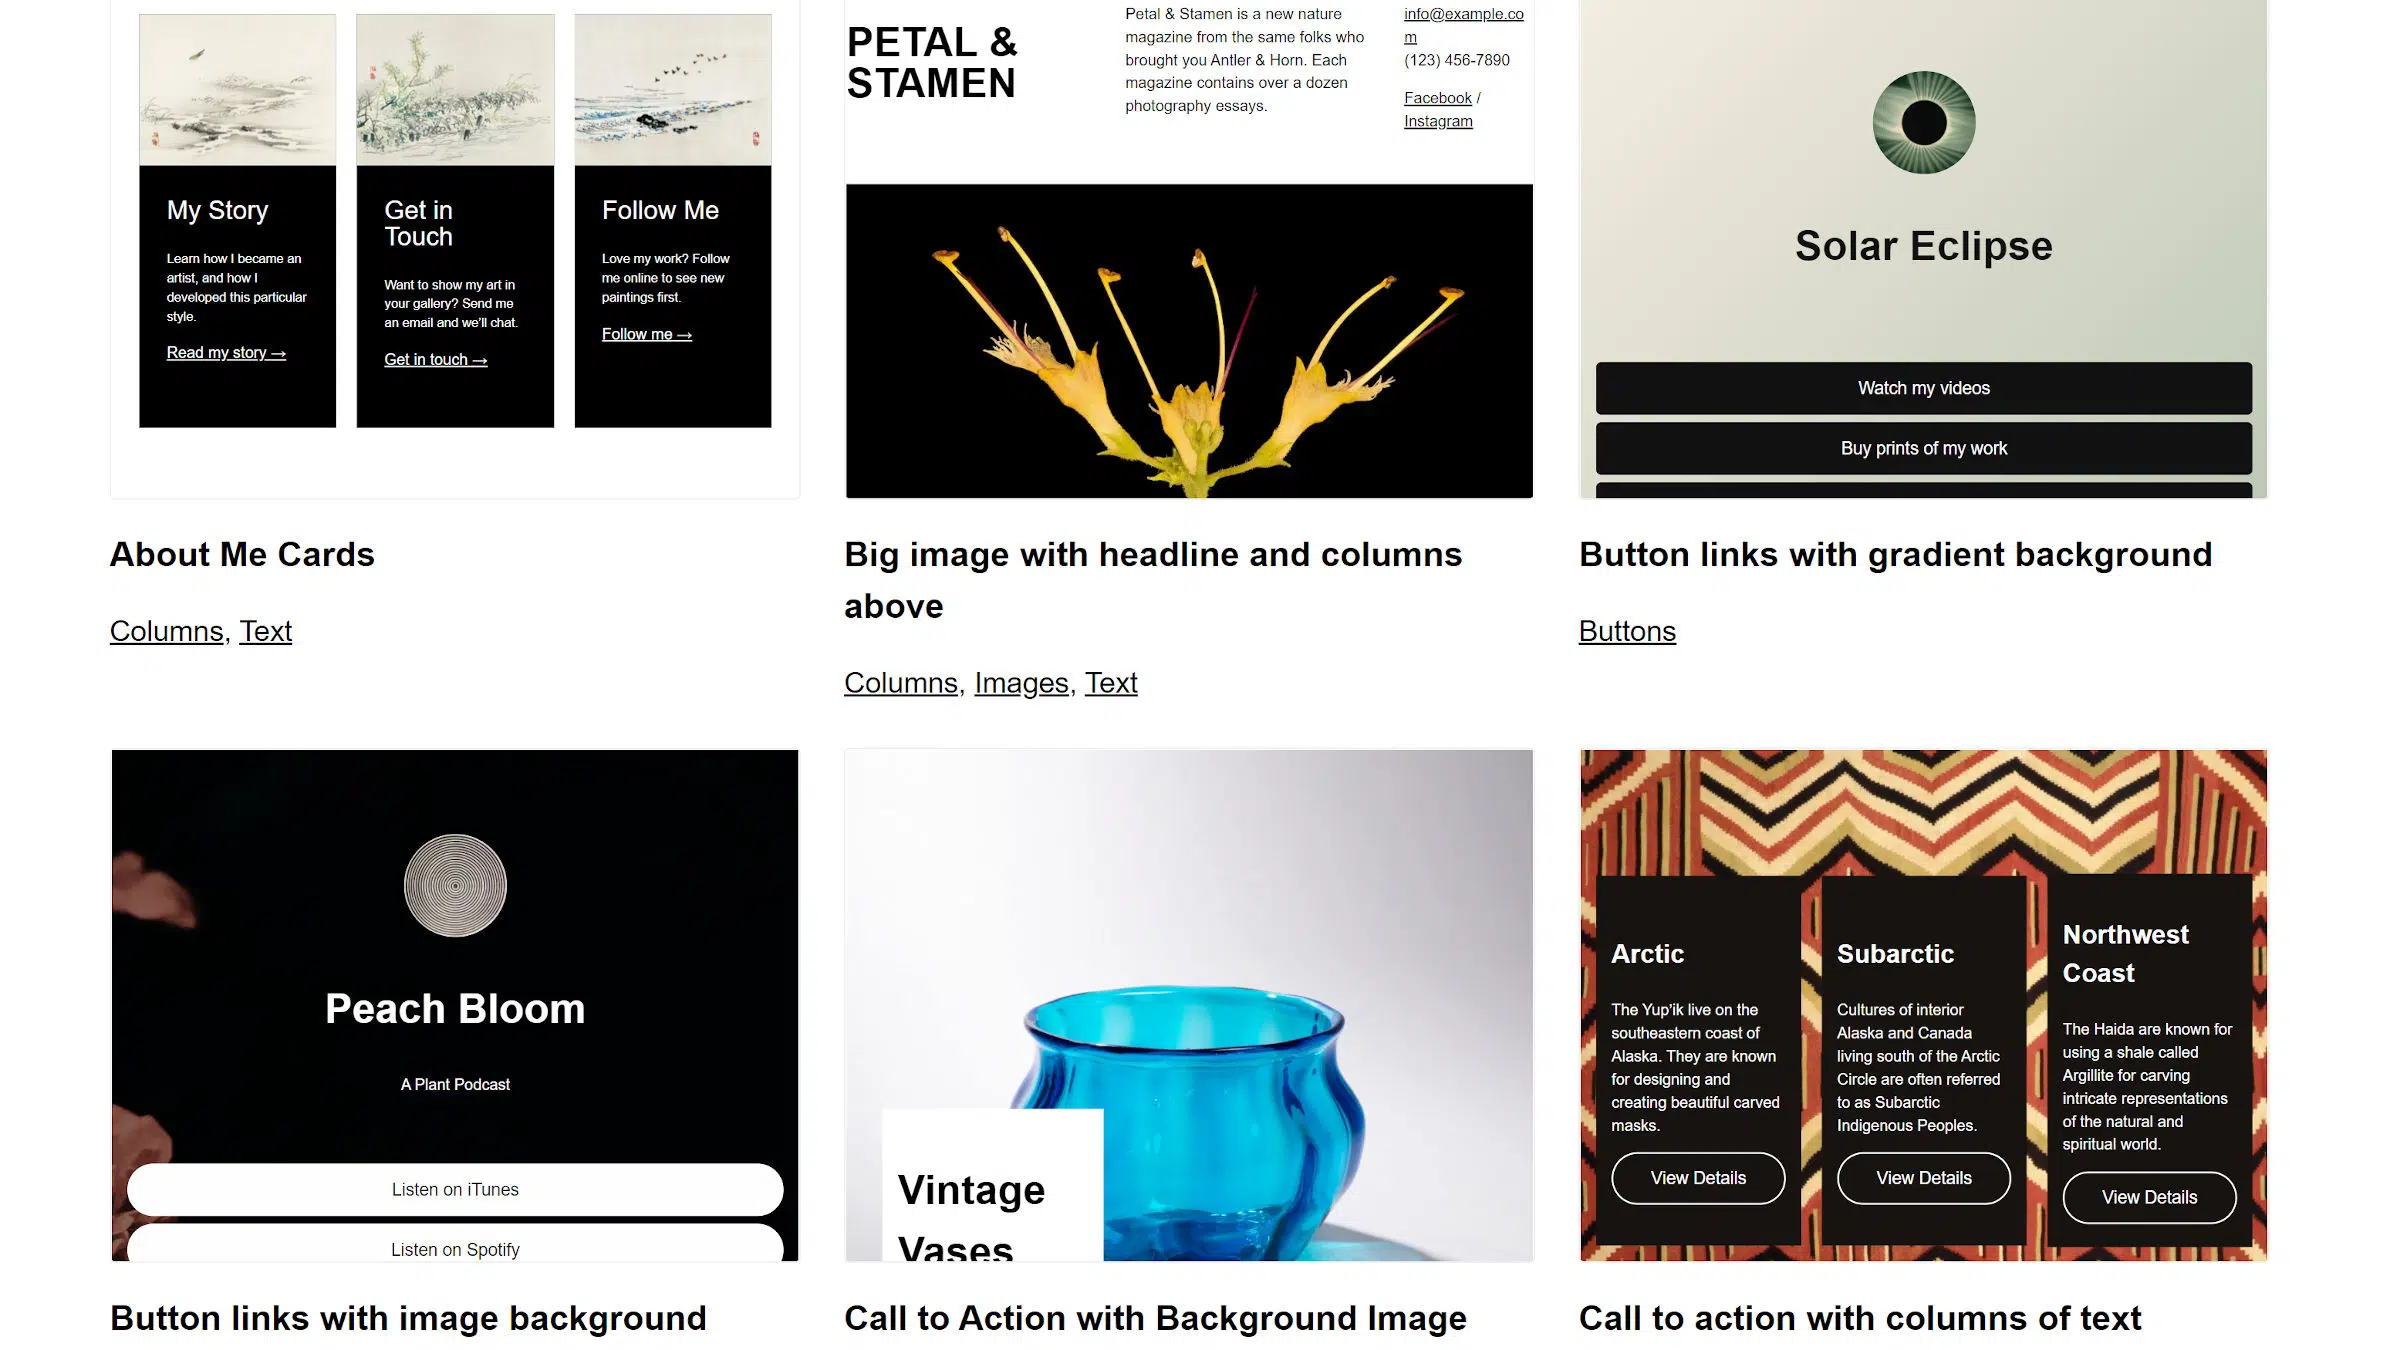 My Story
Learn how I became an
artist, and how I
developed this particular
style.
Read my story →
Get in
Touch
Want to show my art in
your gallery? Send me
an email and we’ll chat.
Get in touch →
Follow Me
Love my work? Follow
me online to see new
paintings first.
Follow me →
About Me Cards
Columns, Text
PETAL &
STAMEN
Petal & Stamen is a new nature
magazine from the same folks who
brought you Antler & Horn. Each
magazine contains over a dozen
photography essays.
info@example.co
m
(123) 456-7890
Facebook /
Instagram
Big image with headline and columns
above
Columns, Images, Text
Solar Eclipse
Watch my videos
Buy prints of my work
Button links with gradient background
Buttons
Peach Bloom
A Plant Podcast
Listen on iTunes
Listen on Spotify
Button links with image background
Vintage
Vases
Call to Action with Background Image
Arctic
The Yup’ik live on the
southeastern coast of
Alaska. They are known
for designing and
creating beautiful carved
masks.
View Details
Subarctic
Cultures of interior
Alaska and Canada
living south of the Arctic
Circle are often referred
to as Subarctic
Indigenous Peoples.
View Details
Northwest
Coast
The Haida are known for
using a shale called
Argillite for carving
intricate representations
of the natural and
spiritual world.
View Details
Call to action with columns of text